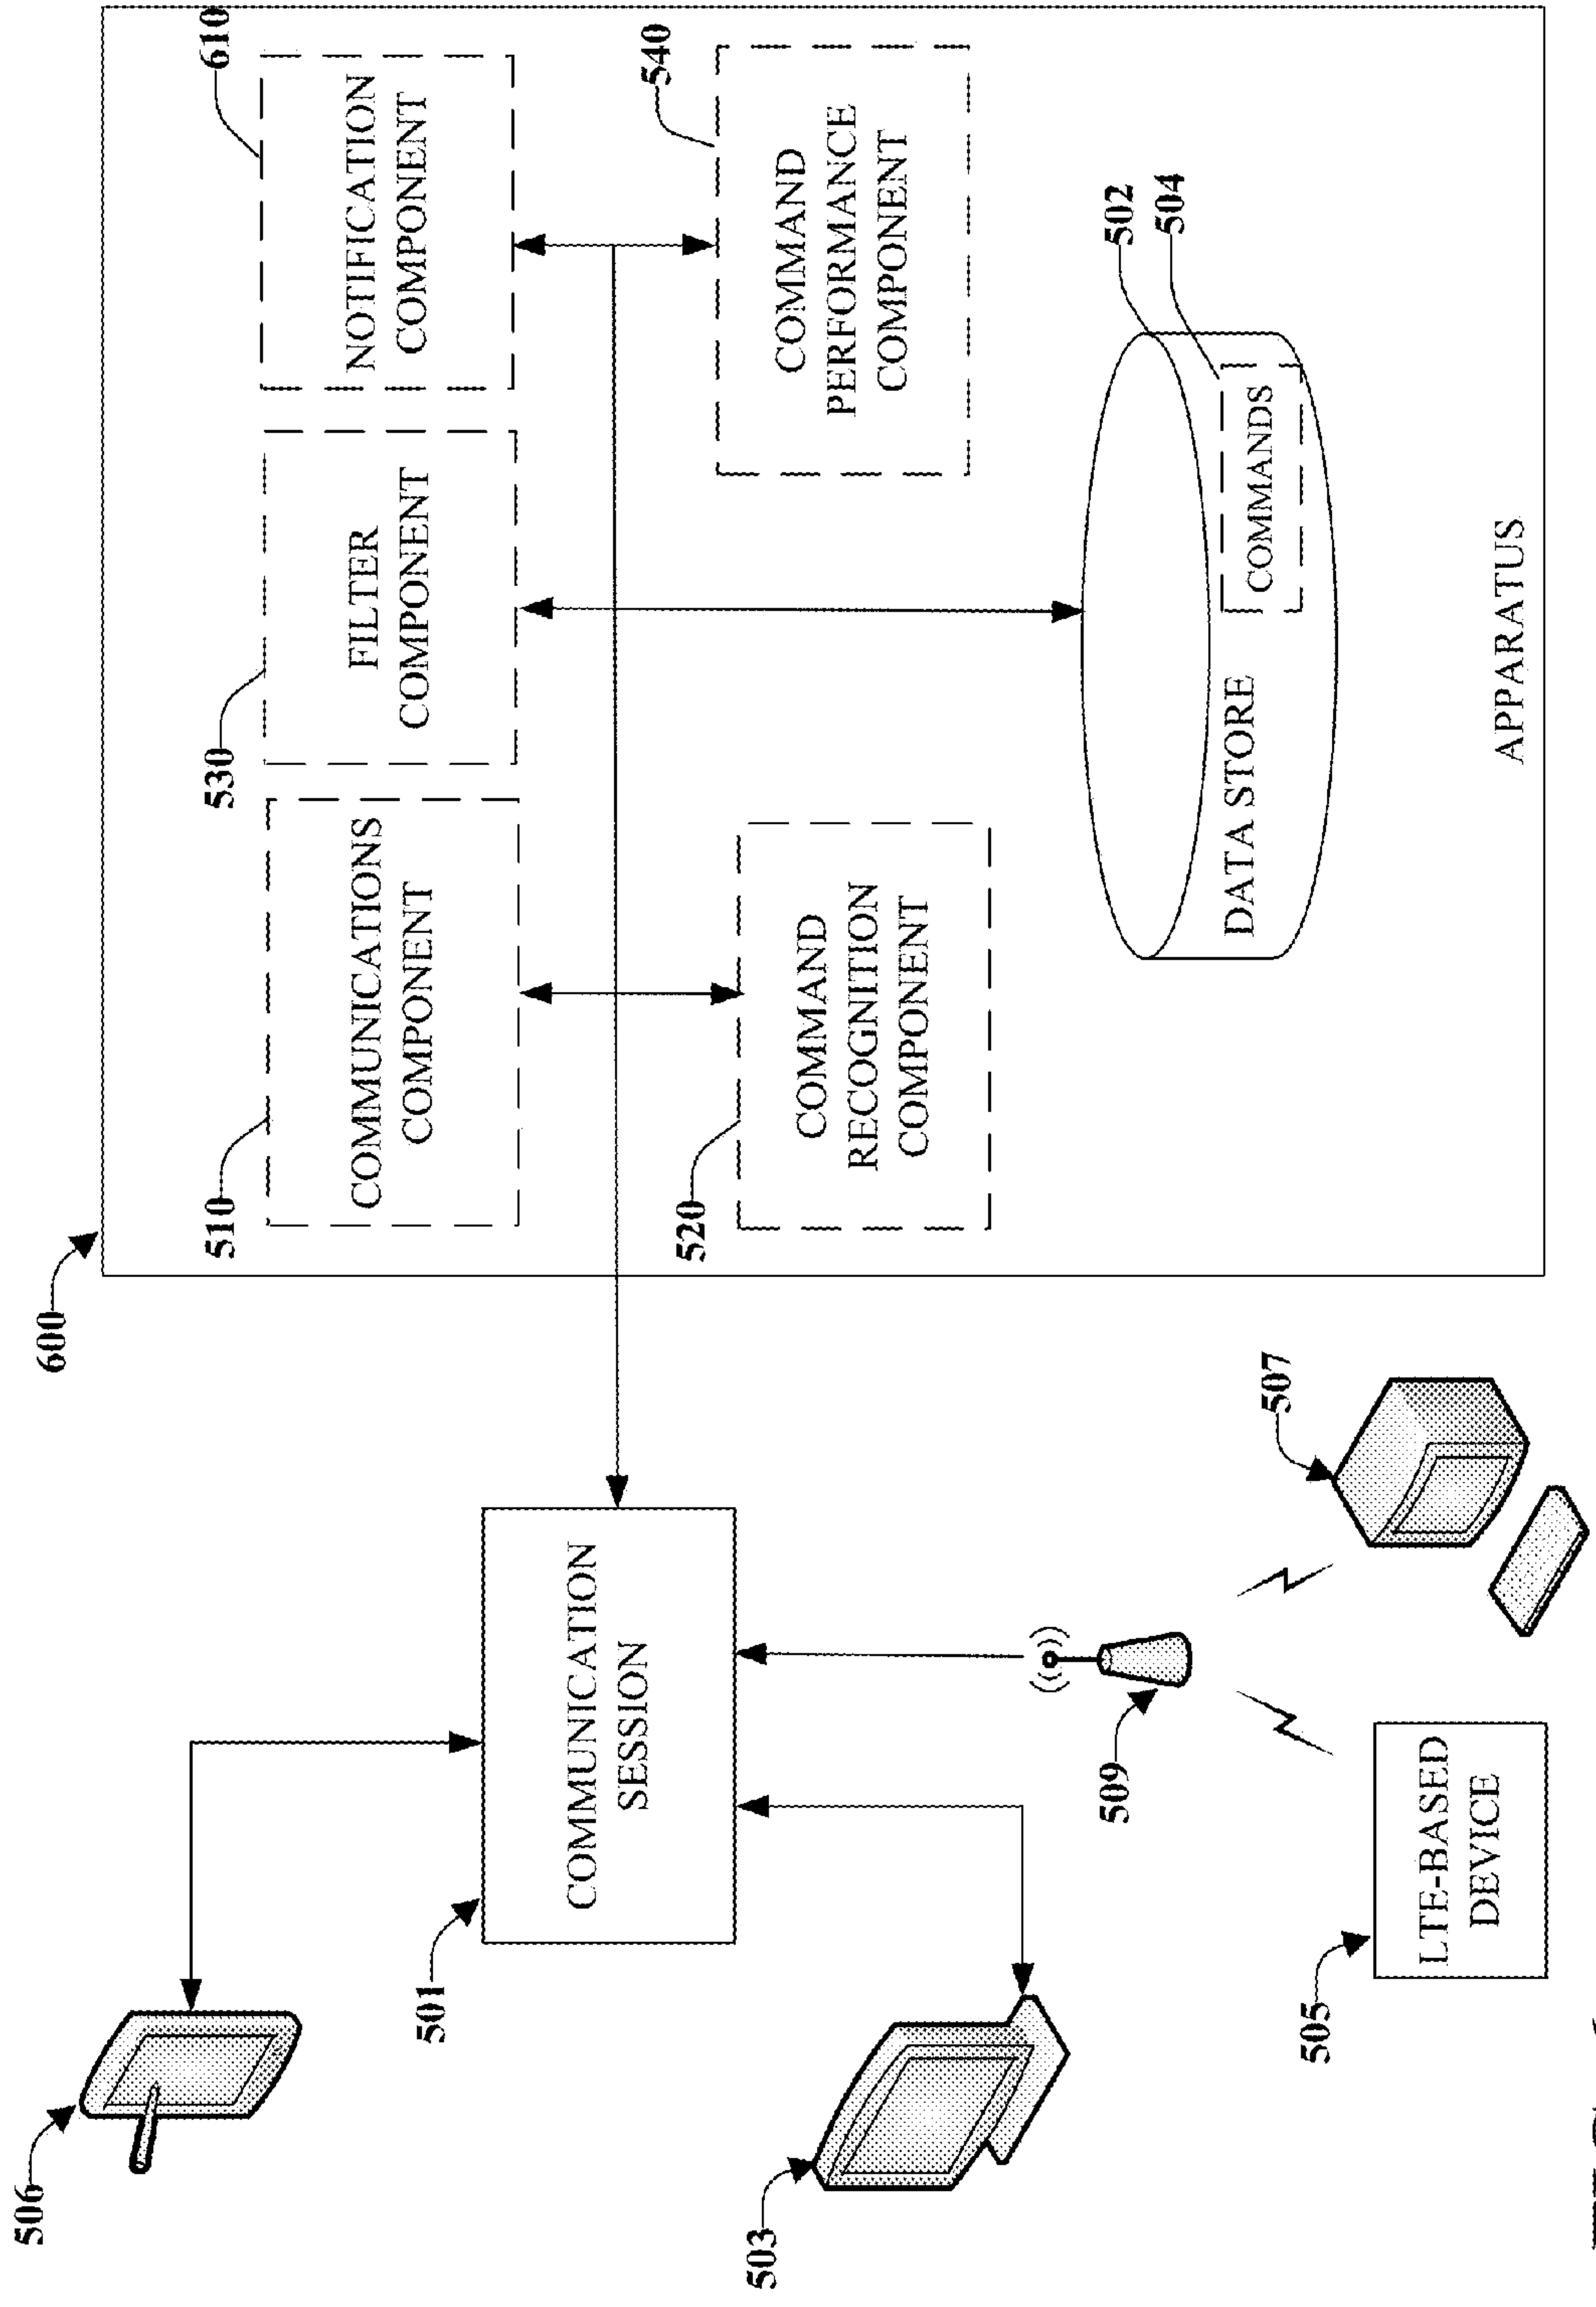 600
510
COMMUNICATIONS
COMPONENT
530
FILTER
COMPONENT
610
NOTIFICATION
COMPONENT
520
COMMAND
RECOGNITION
COMPONENT
540
COMMAND
PERFORMANCE
COMPONENT
502
504
DATA STORE
COMMANDS
APPARATUS
506
501
COMMUNICATION
SESSION
503
509
507
505
LTE-BASED
DEVICE